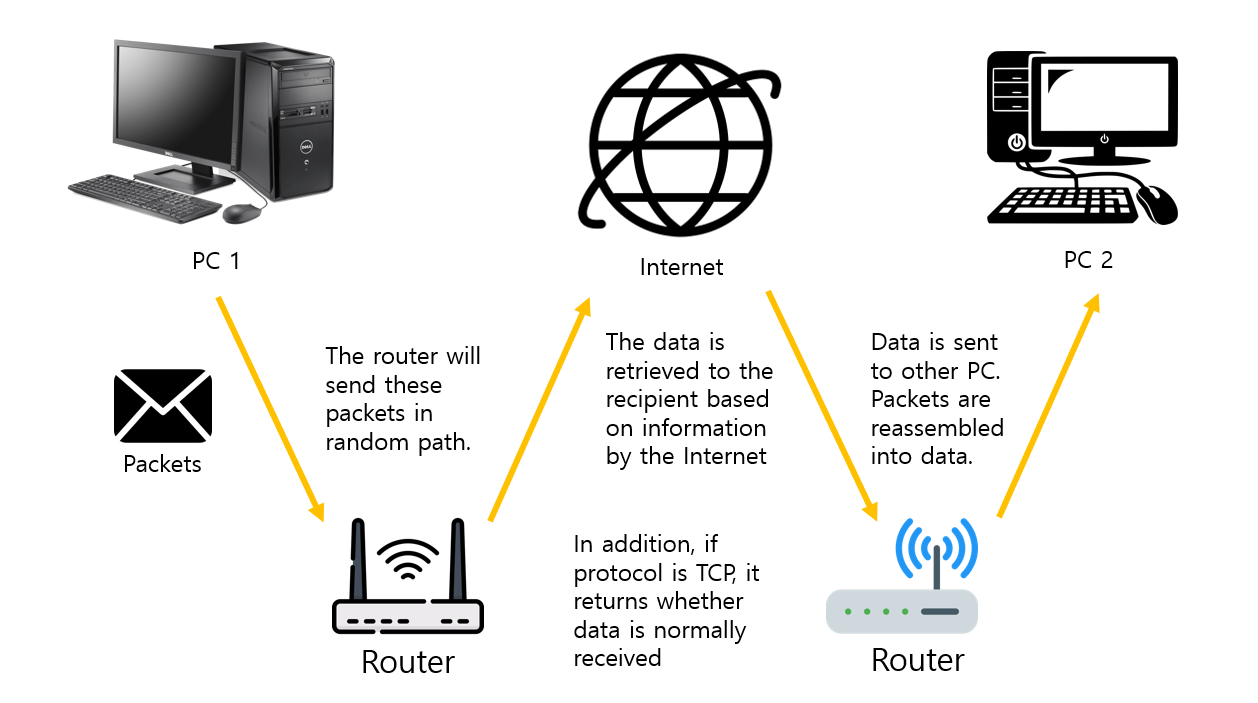 PC 1
Internet
PC 2
The router will
send these
packets in
random path.
The data is
retrieved to the
recipient based
on information
by the Internet
Data is sent
to other PC.
Packets are
reassembled
into data.
Packets
In addition, if
protocol is TCP, it
returns whether
data is normally
received
Router
Router